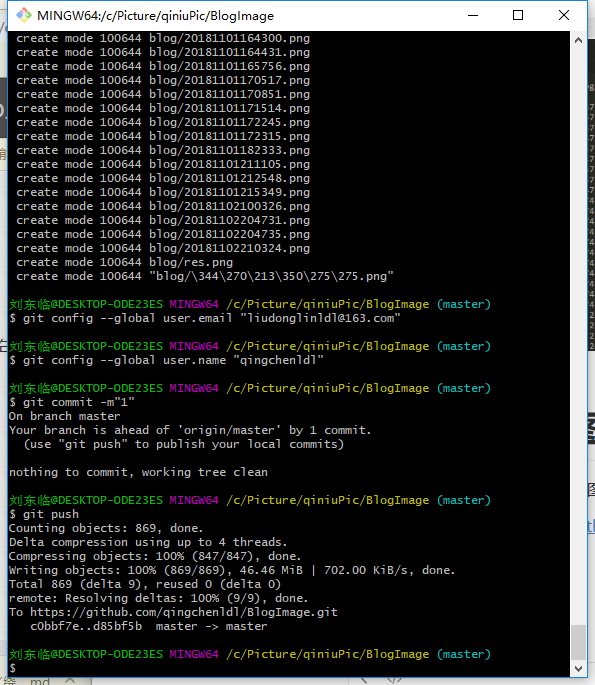 MINGW64:/c/Picture/qiniuPic/BlogImage
create mode 100644 blog/20181101164300.png
create mode 100644 blog/20181101164431.png
create mode 100644 blog/20181101165756.png
create mode 100644 blog/20181101170517.png
create mode 100644 blog/20181101170851.png
create mode 100644 blog/20181101171514.png
create mode 100644 blog/20181101172245.png
create mode 100644 blog/20181101172315.png
create mode 100644 blog/20181101182333.png
create mode 100644 blog/20181101211105.png
create mode 100644 blog/20181101212548.png
create mode 100644 blog/20181101215349.png
create mode 100644 blog/20181102100326.png
create mode 100644 blog/20181102204731.png
create mode 100644 blog/20181102204735.png
create mode 100644 blog/20181102210324.png
create mode 100644 blog/res.png
create mode 100644 "blog/\344\270\213\350\275\275.png"
刘东临@DESKTOP-ODE23ES MINGW64 /c/Picture/qiniuPic/BlogImage (master)
$ git config --global user.email "liudonglinldl@163.com"
刘东临@DESKTOP-ODE23ES MINGW64 /c/Picture/qiniuPic/BlogImage (master)
$ git config --global user.name "qingchenldl"
刘东临@DESKTOP-ODE23ES MINGW64 /c/Picture/qiniuPic/BlogImage (master)
$ git commit -m"1"
On branch master
Your branch is ahead of 'origin/master' by 1 commit.
(use "git push" to publish your local commits)
nothing to commit, working tree clean
刘东临@DESKTOP-ODE23ES MINGW64 /c/Picture/qiniuPic/BlogImage (master)
$ git push
Counting objects: 869, done.
Delta compression using up to 4 threads.
Compressing objects: 100% (847/847), done.
Writing objects: 100% (869/869), 46.46 MiB | 702.00 KiB/s, done.
Total 869 (delta 9), reused 0 (delta 0)
remote: Resolving deltas: 100% (9/9), done.
To https://github.com/qingchenldl/BlogImage.git
c0bbf7e..d85bf5b  master -> master
刘东临@DESKTOP-ODE23ES MINGW64 /c/Picture/qiniuPic/BlogImage (master)
$